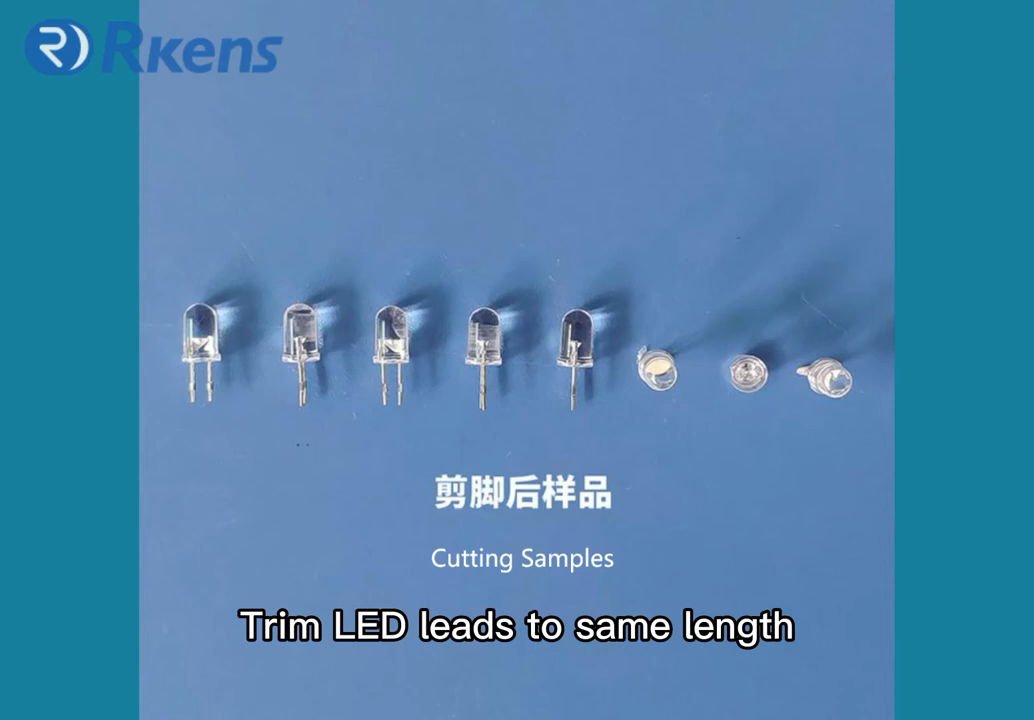 Rkens
剪脚后样品
Cutting Samples
Trim LED leads to same length